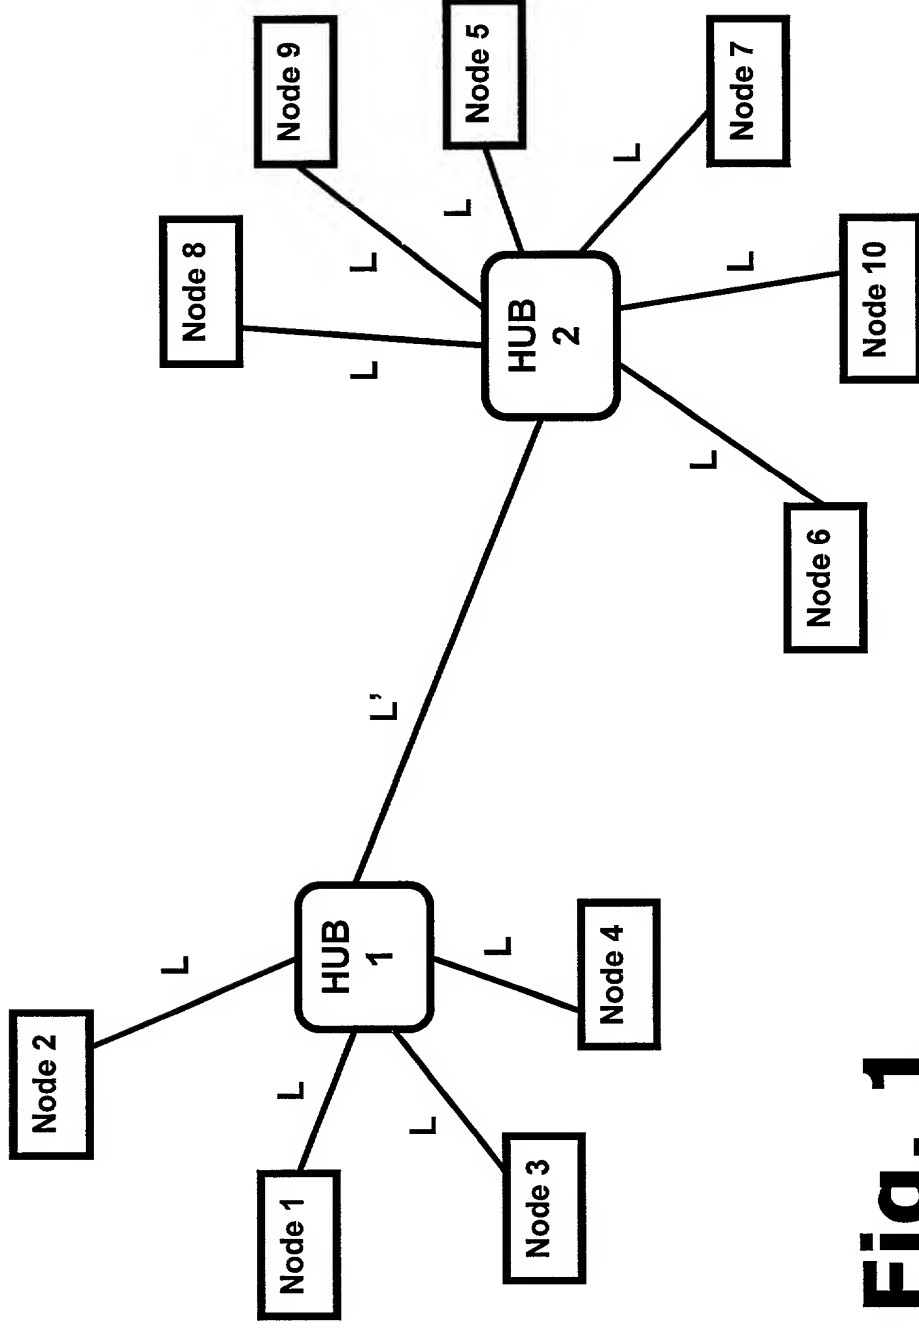 Node 2
L
Node 8
Node 1
L
Node 9
HUB
1
L'
L
L
L
L
Node 5
L
HUB
2
Node 3
Node 4
L
L
L
Node 7
Node 6
Node 10
Fig. 1